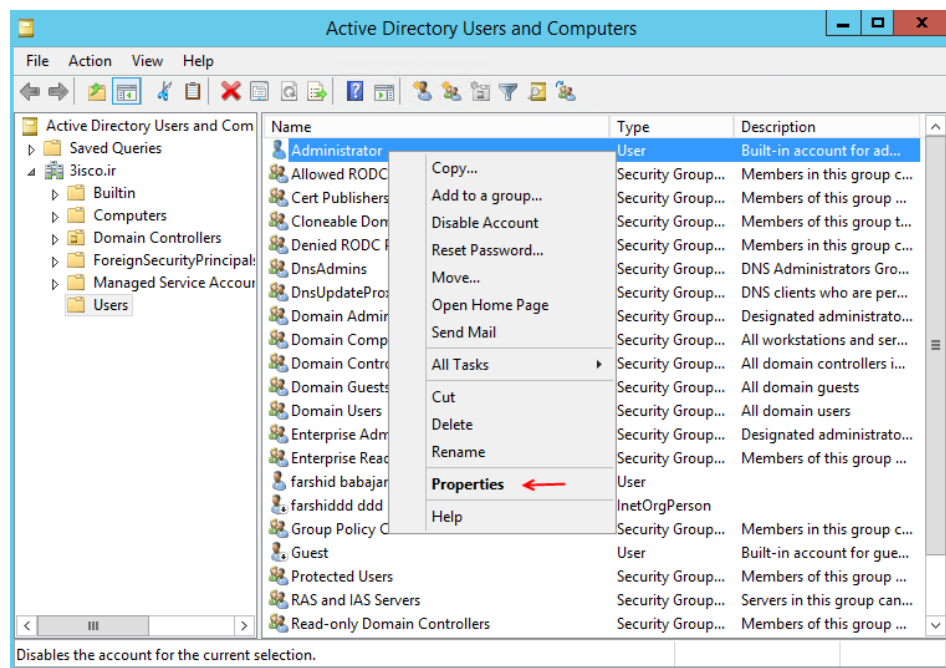 Active Directory Users and Computers
File Action View Help
Active Directory Users and Com
Saved Queries
3isco.ir
Builtin
Computers
Domain Controllers
ForeignSecurityPrincipals
Managed Service Accoun
Users
Name Type Description
Administrator User Built-in account for ad...
Allowed RODC Security Group... Members in this group c...
Cert Publishers Security Group... Members of this group ...
Cloneable Dom Security Group... Members of this group t...
Denied RODC P Security Group... Members in this group c...
DnsAdmins Security Group... DNS Administrators Gro...
DnsUpdateProx Security Group... DNS clients who are per...
Domain Admin Security Group... Designated administrato...
Domain Comp Security Group... All workstations and ser...
Domain Contro Security Group... All domain controllers i...
Domain Guests Security Group... All domain guests
Domain Users Security Group... All domain users
Enterprise Adm Security Group... Designated administrato...
Enterprise Read Security Group... Members of this group ...
farshid babajan User
farshiddd ddd InetOrgPerson
Group Policy C Security Group... Members in this group c...
Guest User Built-in account for gue...
Protected Users Security Group... Members of this group ...
RAS and IAS Servers Security Group... Servers in this group can...
Read-only Domain Controllers Security Group... Members of this group ...
Copy...
Add to a group...
Disable Account
Reset Password...
Move...
Open Home Page
Send Mail
All Tasks
Cut
Delete
Rename
Properties
Help
Disables the account for the current selection.